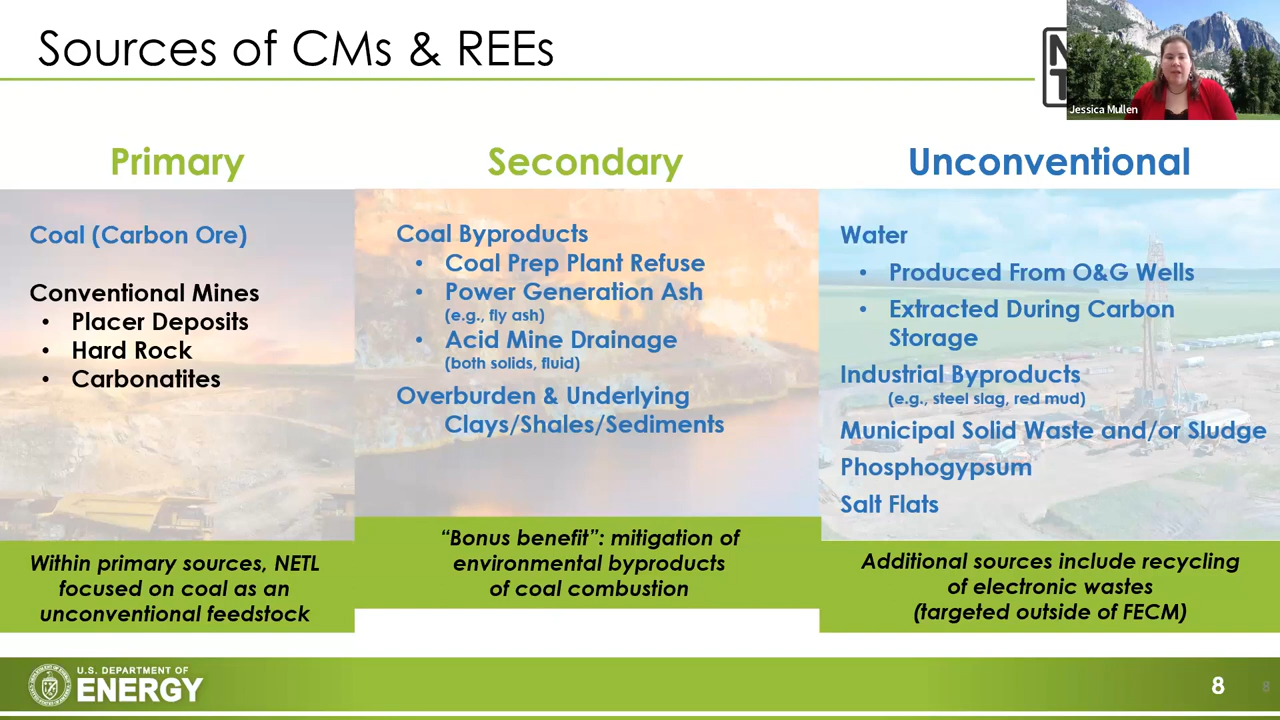 Sources of CMs & REEs
Jessica Mullen
Primary
Coal (Carbon Ore)
Conventional Mines
• Placer Deposits
• Hard Rock
• Carbonatites
Within primary sources, NETL
focused on coal as an
unconventional feedstock
Secondary
Coal Byproducts
• Coal Prep Plant Refuse
• Power Generation Ash
(e.g., fly ash)
• Acid Mine Drainage
(both solids, fluid)
Overburden & Underlying
Clays/Shales/Sediments
“Bonus benefit”: mitigation of
environmental byproducts
of coal combustion
Unconventional
Water
• Produced From O&G Wells
• Extracted During Carbon
Storage
Industrial Byproducts
(e.g., steel slag, red mud)
Municipal Solid Waste and/or Sludge
Phosphogypsum
Salt Flats
Additional sources include recycling
of electronic wastes
(targeted outside of FECM)
U.S. DEPARTMENT OF
ENERGY
8
8